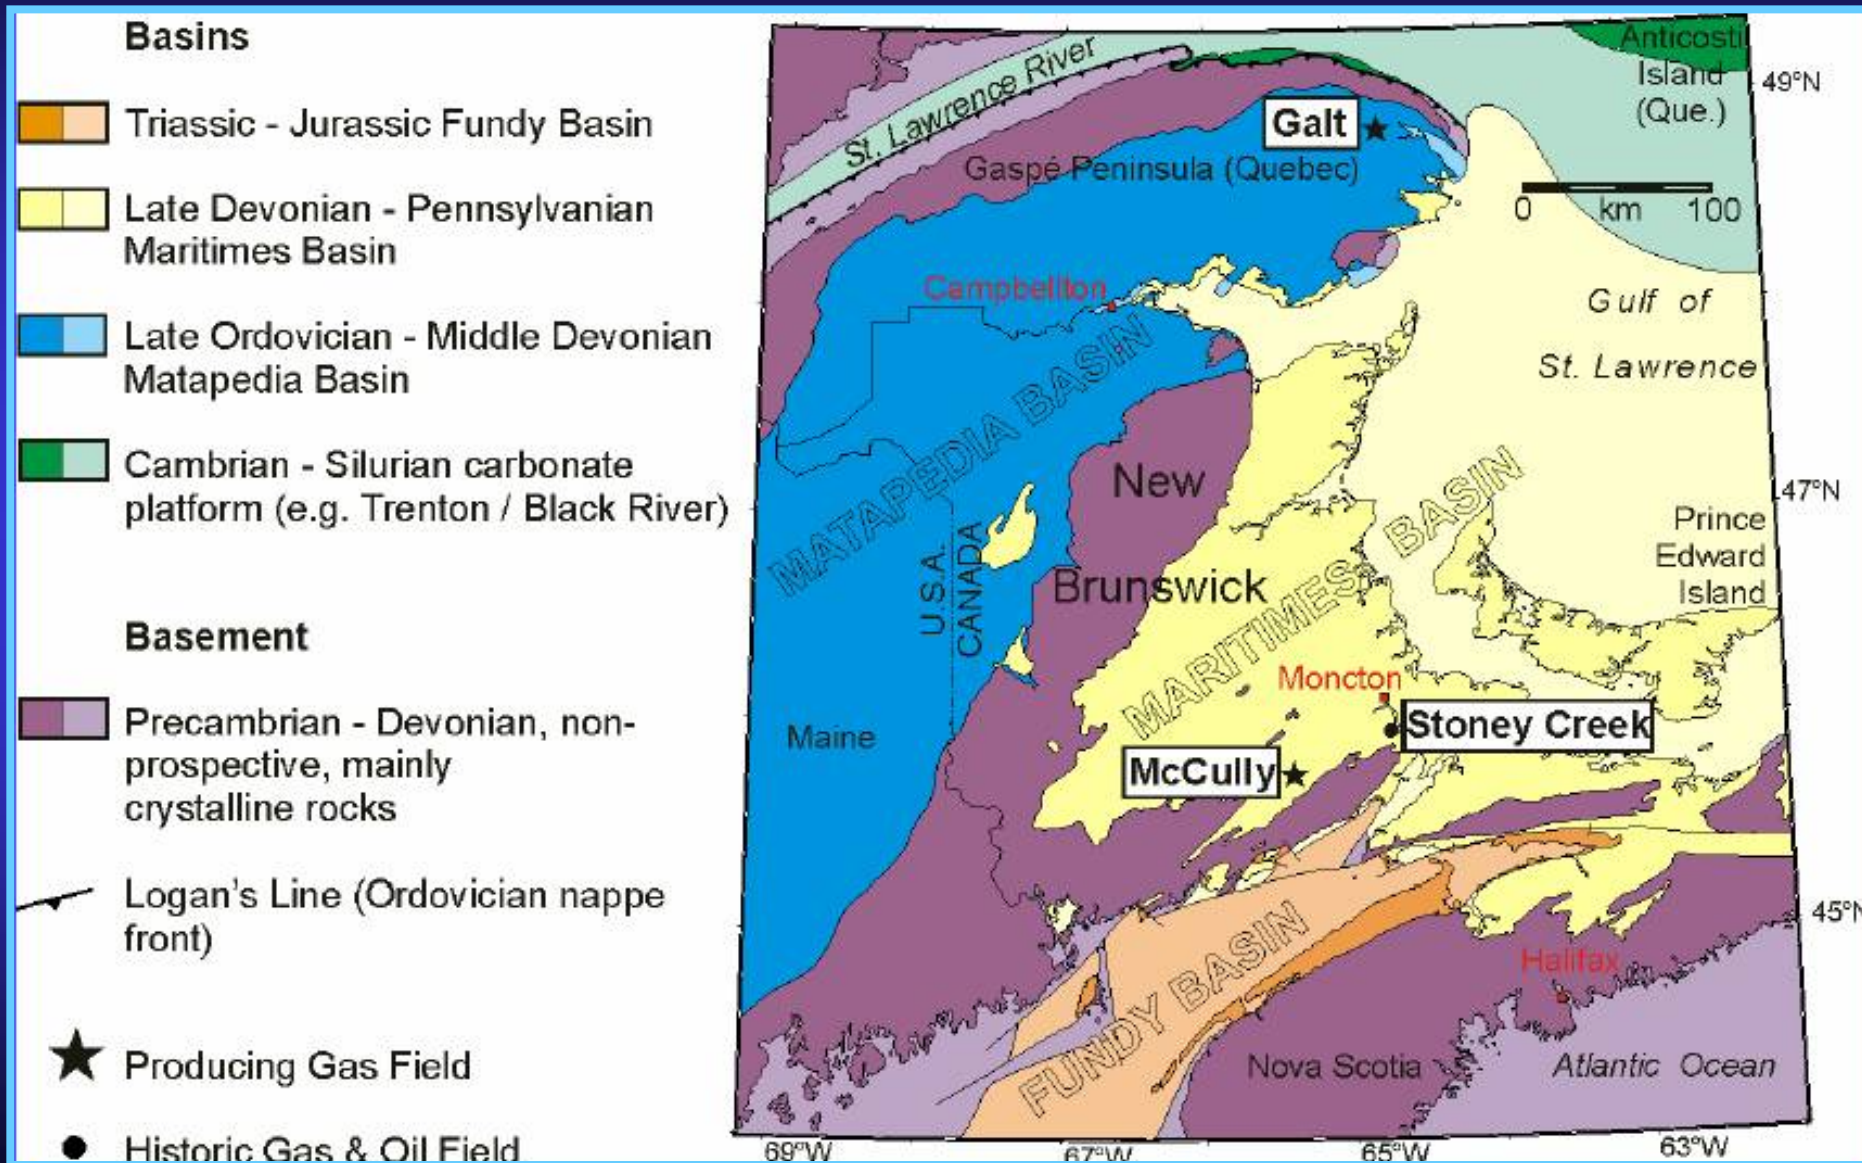 Basins
Triassic - Jurassic Fundy Basin
Late Devonian - Pennsylvanian
Maritimes Basin
Late Ordovician - Middle Devonian
Matapedia Basin
Cambrian - Silurian carbonate
platform (e.g. Trenton / Black River)
Basement
Precambrian - Devonian, non-
prospective, mainly
crystalline rocks
Logan's Line (Ordovician nappe
front)
Producing Gas Field
Historic Gas & Oil Field
St. Lawrence River
Anticosti
Island
(Que.)
49°N
Galt
Gaspé Peninsula (Quebec)
0 km 100
Campbellton
Gulf of
St. Lawrence
MATAPEDIA BASIN
New
Brunswick
47°N
Prince
Edward
Island
MARITIMES BASIN
U.S.A.
CANADA
Maine
Moncton
Stoney Creek
McCully
45°N
Halifax
FUNDY BASIN
Nova Scotia
Atlantic Ocean
69°W
67°W
65°W
63°W